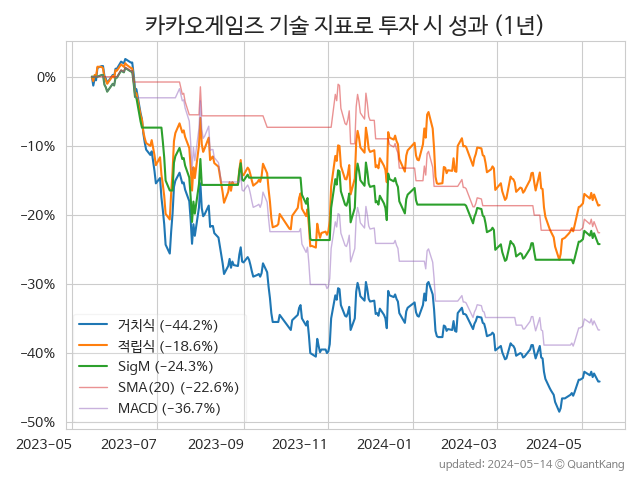 카카오게임즈 기술 지표로 투자 시 성과 (1년)
0%
−10%
−20%
−30%
−40%
−50%
거치식 (−44.2%)
적립식 (−18.6%)
SigM (−24.3%)
SMA(20) (−22.6%)
MACD (−36.7%)
2023-05 2023-07 2023-09 2023-11 2024-01 2024-03 2024-05
updated: 2024-05-14 © QuantKang